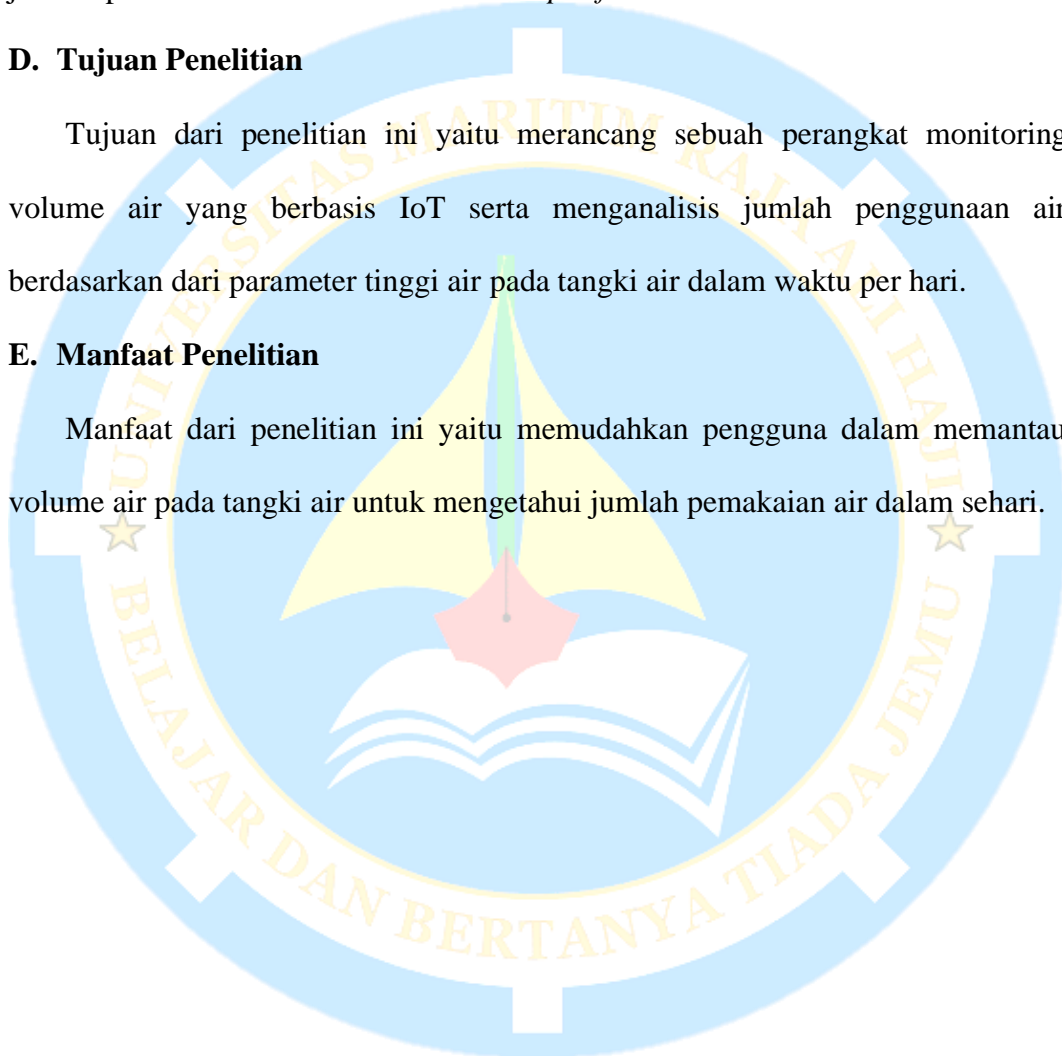 D. Tujuan Penelitian
Tujuan dari penelitian ini yaitu merancang sebuah perangkat monitoring
volume air yang berbasis IoT serta menganalisis jumlah penggunaan air
berdasarkan dari parameter tinggi air pada tangki air dalam waktu per hari.
E. Manfaat Penelitian
Manfaat dari penelitian ini yaitu memudahkan pengguna dalam memantau
volume air pada tangki air untuk mengetahui jumlah pemakaian air dalam sehari.
UNIVERSITAS MARITIM RAJA ALI HAJI
BELAJAR DAN BERTANYA TIADA JEMU